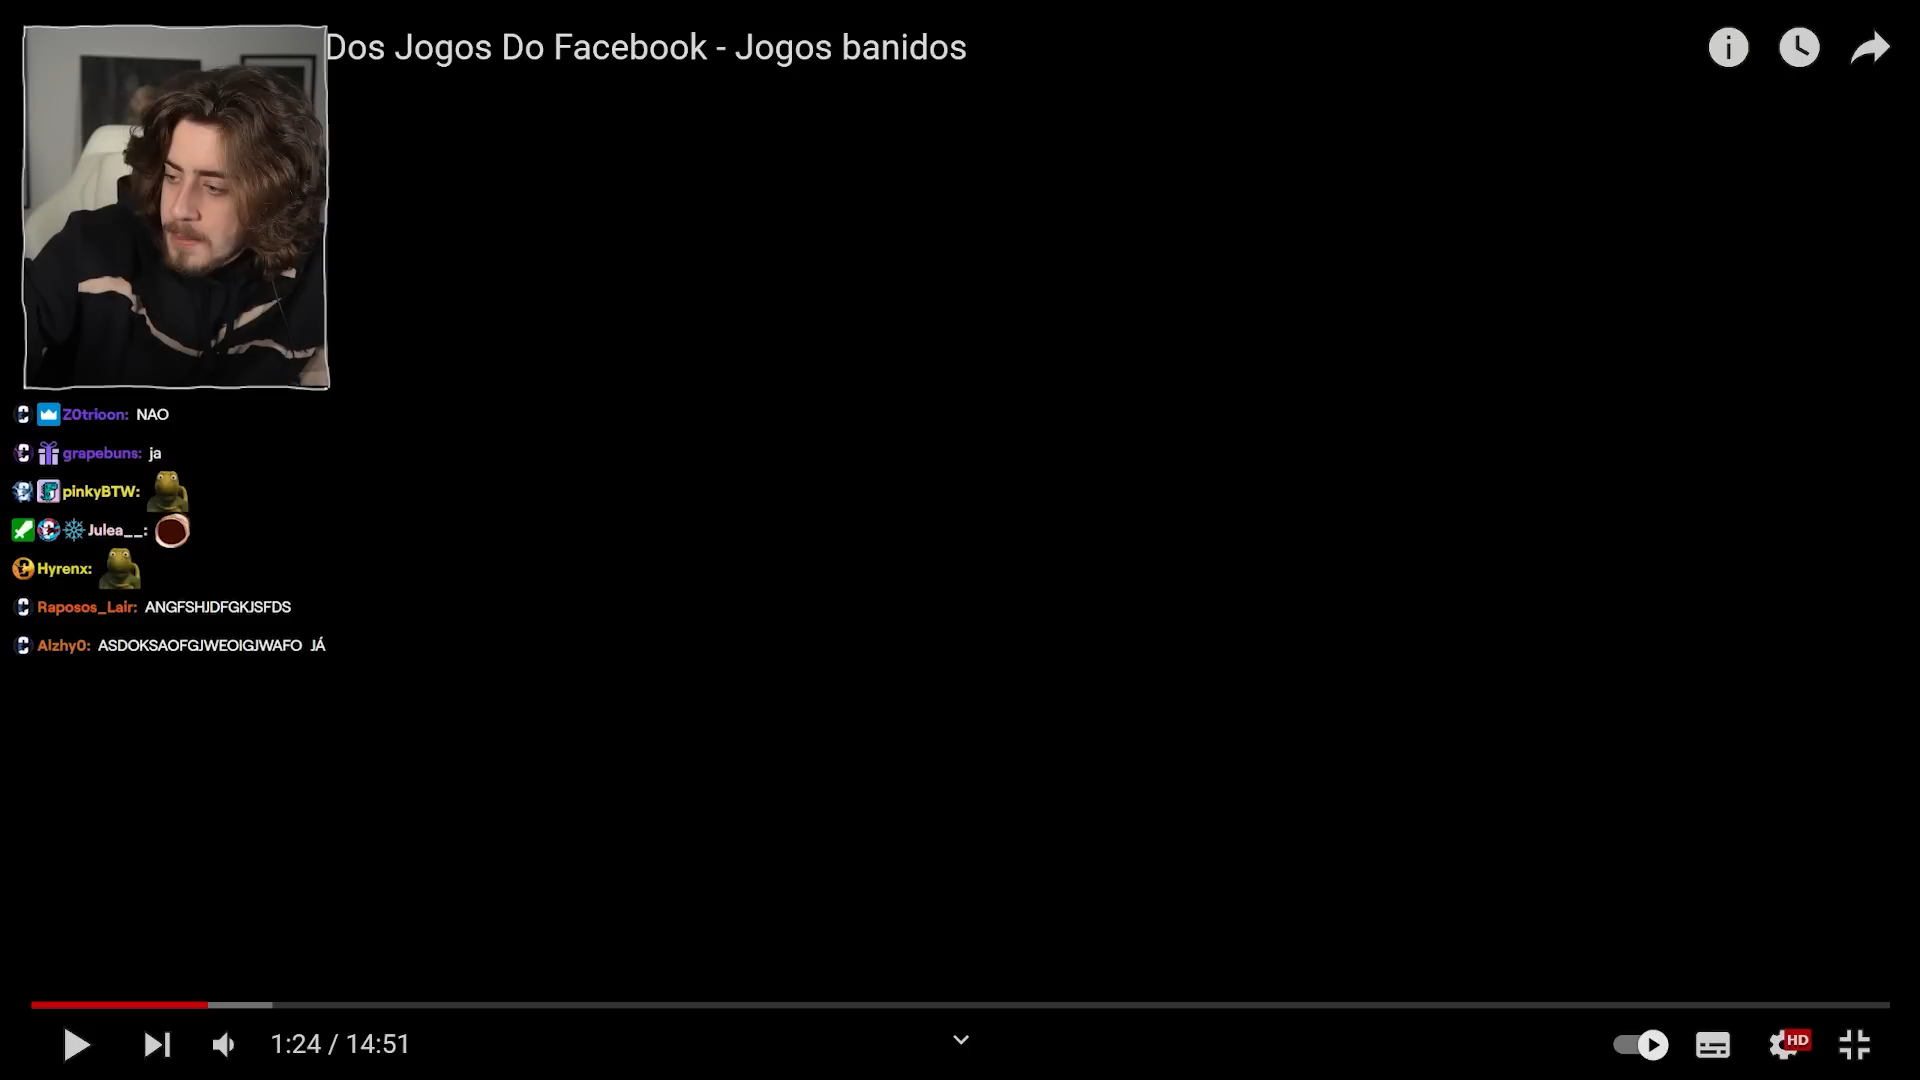 Dos Jogos Do Facebook - Jogos banidos
Z0trioon: NAO
grapebuns: ja
pinkyBTW:
Julea__:
Hyrenx:
Raposos_Lair: ANGFSHJDFGKJSFDS
Alzhy0: ASDOKSAOFGJWEOIGJWAFO JÁ
1:24 / 14:51
HD